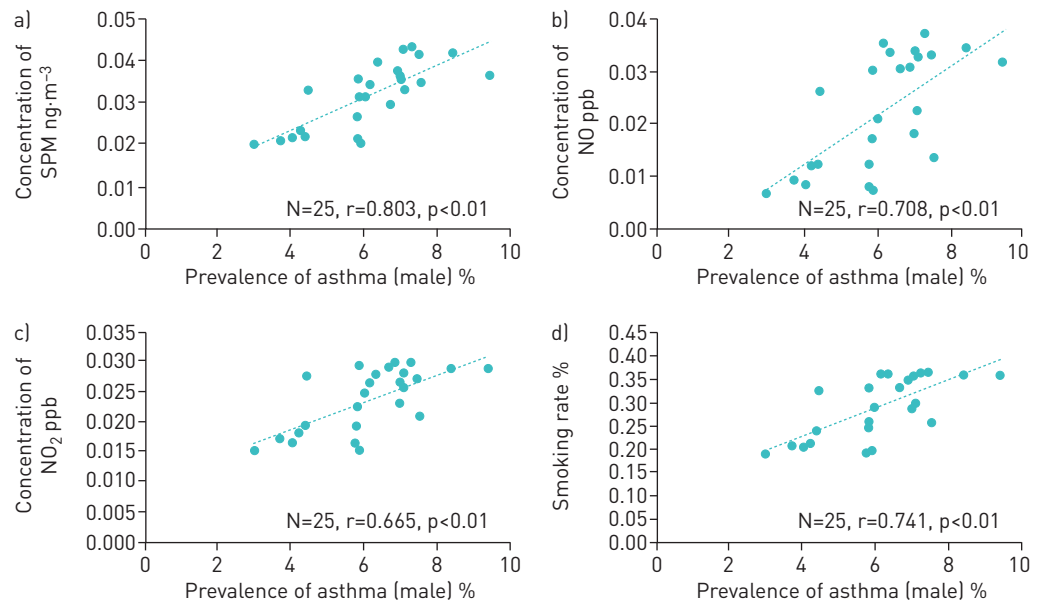 a)
Concentration of
SPM ng·m⁻³
0.05
0.04
0.03
0.02
0.01
0.00
N=25, r=0.803, p<0.01
0 2 4 6 8 10
Prevalence of asthma (male) %
b)
Concentration of
NO ppb
0.04
0.03
0.02
0.01
0.00
N=25, r=0.708, p<0.01
0 2 4 6 8 10
Prevalence of asthma (male) %
c)
Concentration of
NO₂ ppb
0.035
0.030
0.025
0.020
0.015
0.010
0.005
0.000
N=25, r=0.665, p<0.01
0 2 4 6 8 10
Prevalence of asthma (male) %
d)
Smoking rate %
0.45
0.40
0.35
0.30
0.25
0.20
0.15
0.10
0.05
0.00
N=25, r=0.741, p<0.01
0 2 4 6 8 10
Prevalence of asthma (male) %